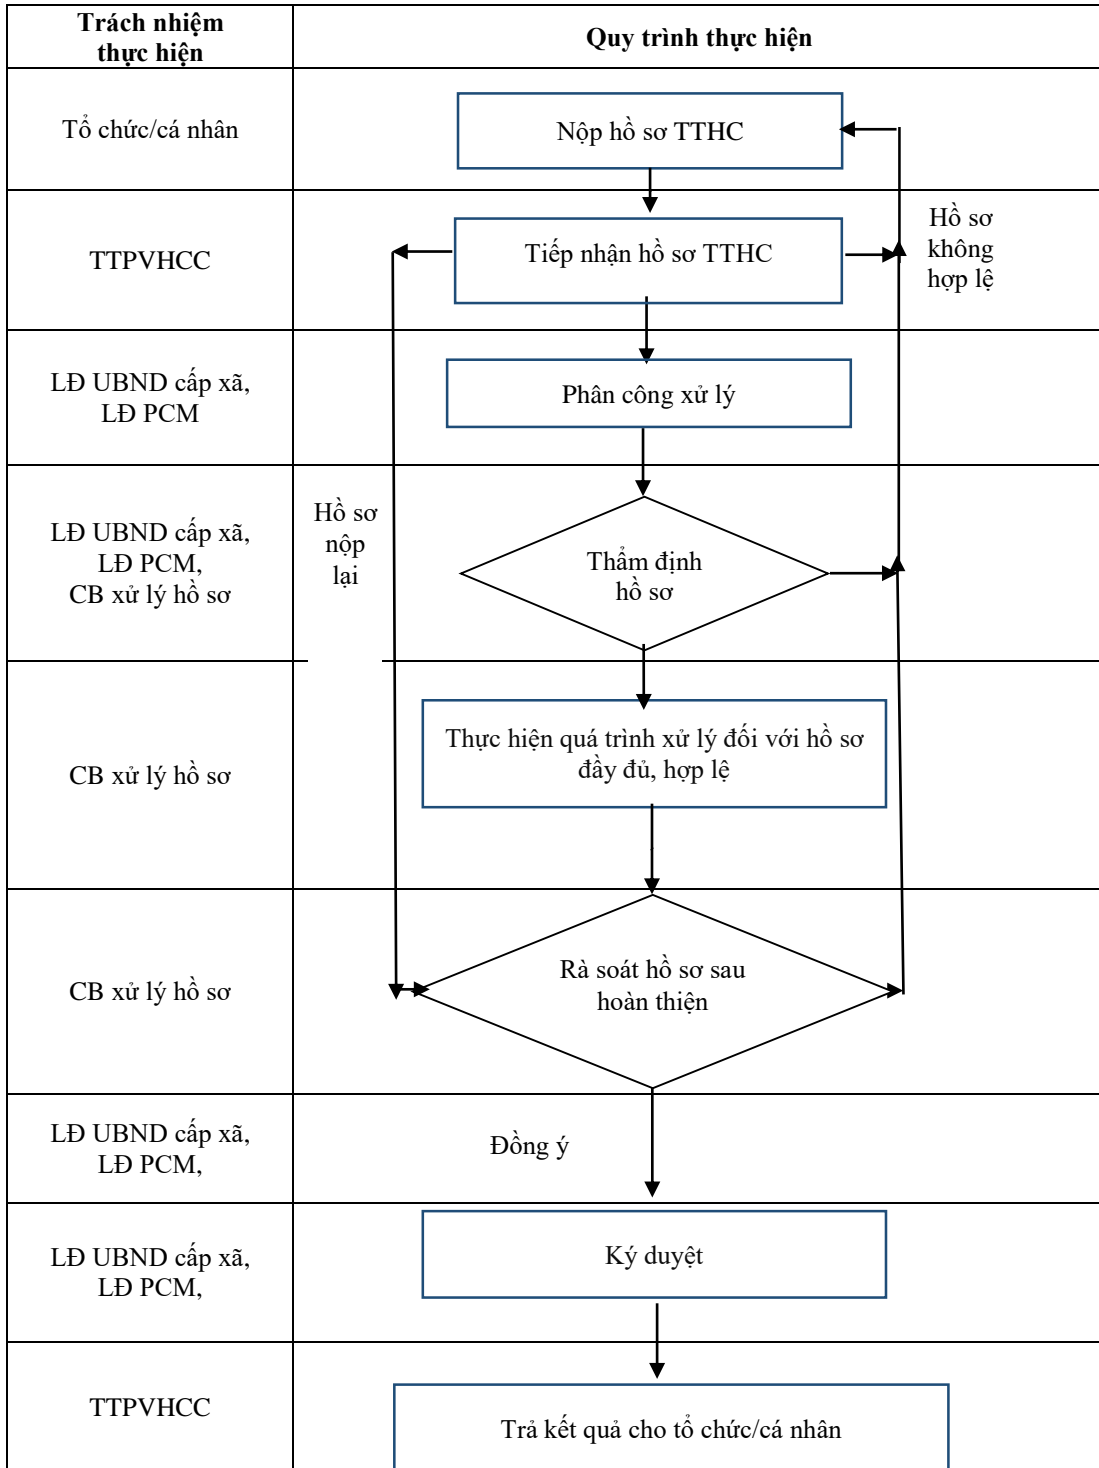 Trách nhiệm
thực hiện
Quy trình thực hiện
Tổ chức/cá nhân
Nộp hồ sơ TTHC
TTPVHCC
Tiếp nhận hồ sơ TTHC
Hồ sơ
không
hợp lệ
LĐ UBND cấp xã,
LĐ PCM
Phân công xử lý
LĐ UBND cấp xã,
LĐ PCM,
CB xử lý hồ sơ
Hồ sơ
nộp
lại
Thẩm định
hồ sơ
CB xử lý hồ sơ
Thực hiện quá trình xử lý đối với hồ sơ
đầy đủ, hợp lệ
CB xử lý hồ sơ
Rà soát hồ sơ sau
hoàn thiện
LĐ UBND cấp xã,
LĐ PCM,
Đồng ý
LĐ UBND cấp xã,
LĐ PCM,
Ký duyệt
TTPVHCC
Trả kết quả cho tổ chức/cá nhân